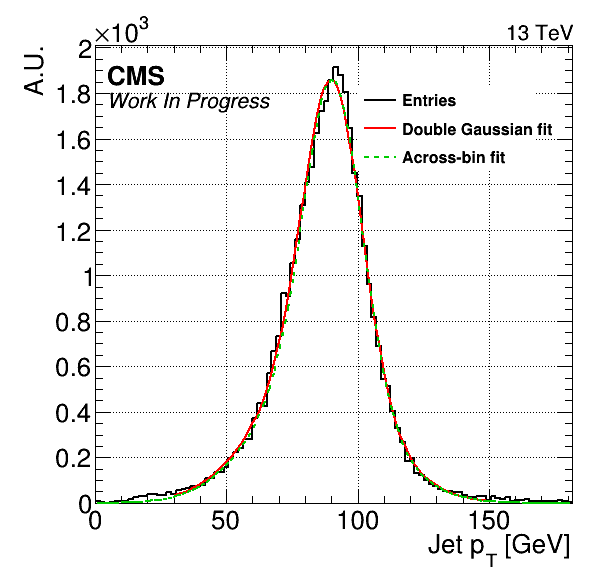 ×10³
13 TeV
A.U.
CMS
Work In Progress
Entries
Double Gaussian fit
Across-bin fit
2
1.8
1.6
1.4
1.2
1
0.8
0.6
0.4
0.2
0
0 50 100 150
Jet p_T [GeV]